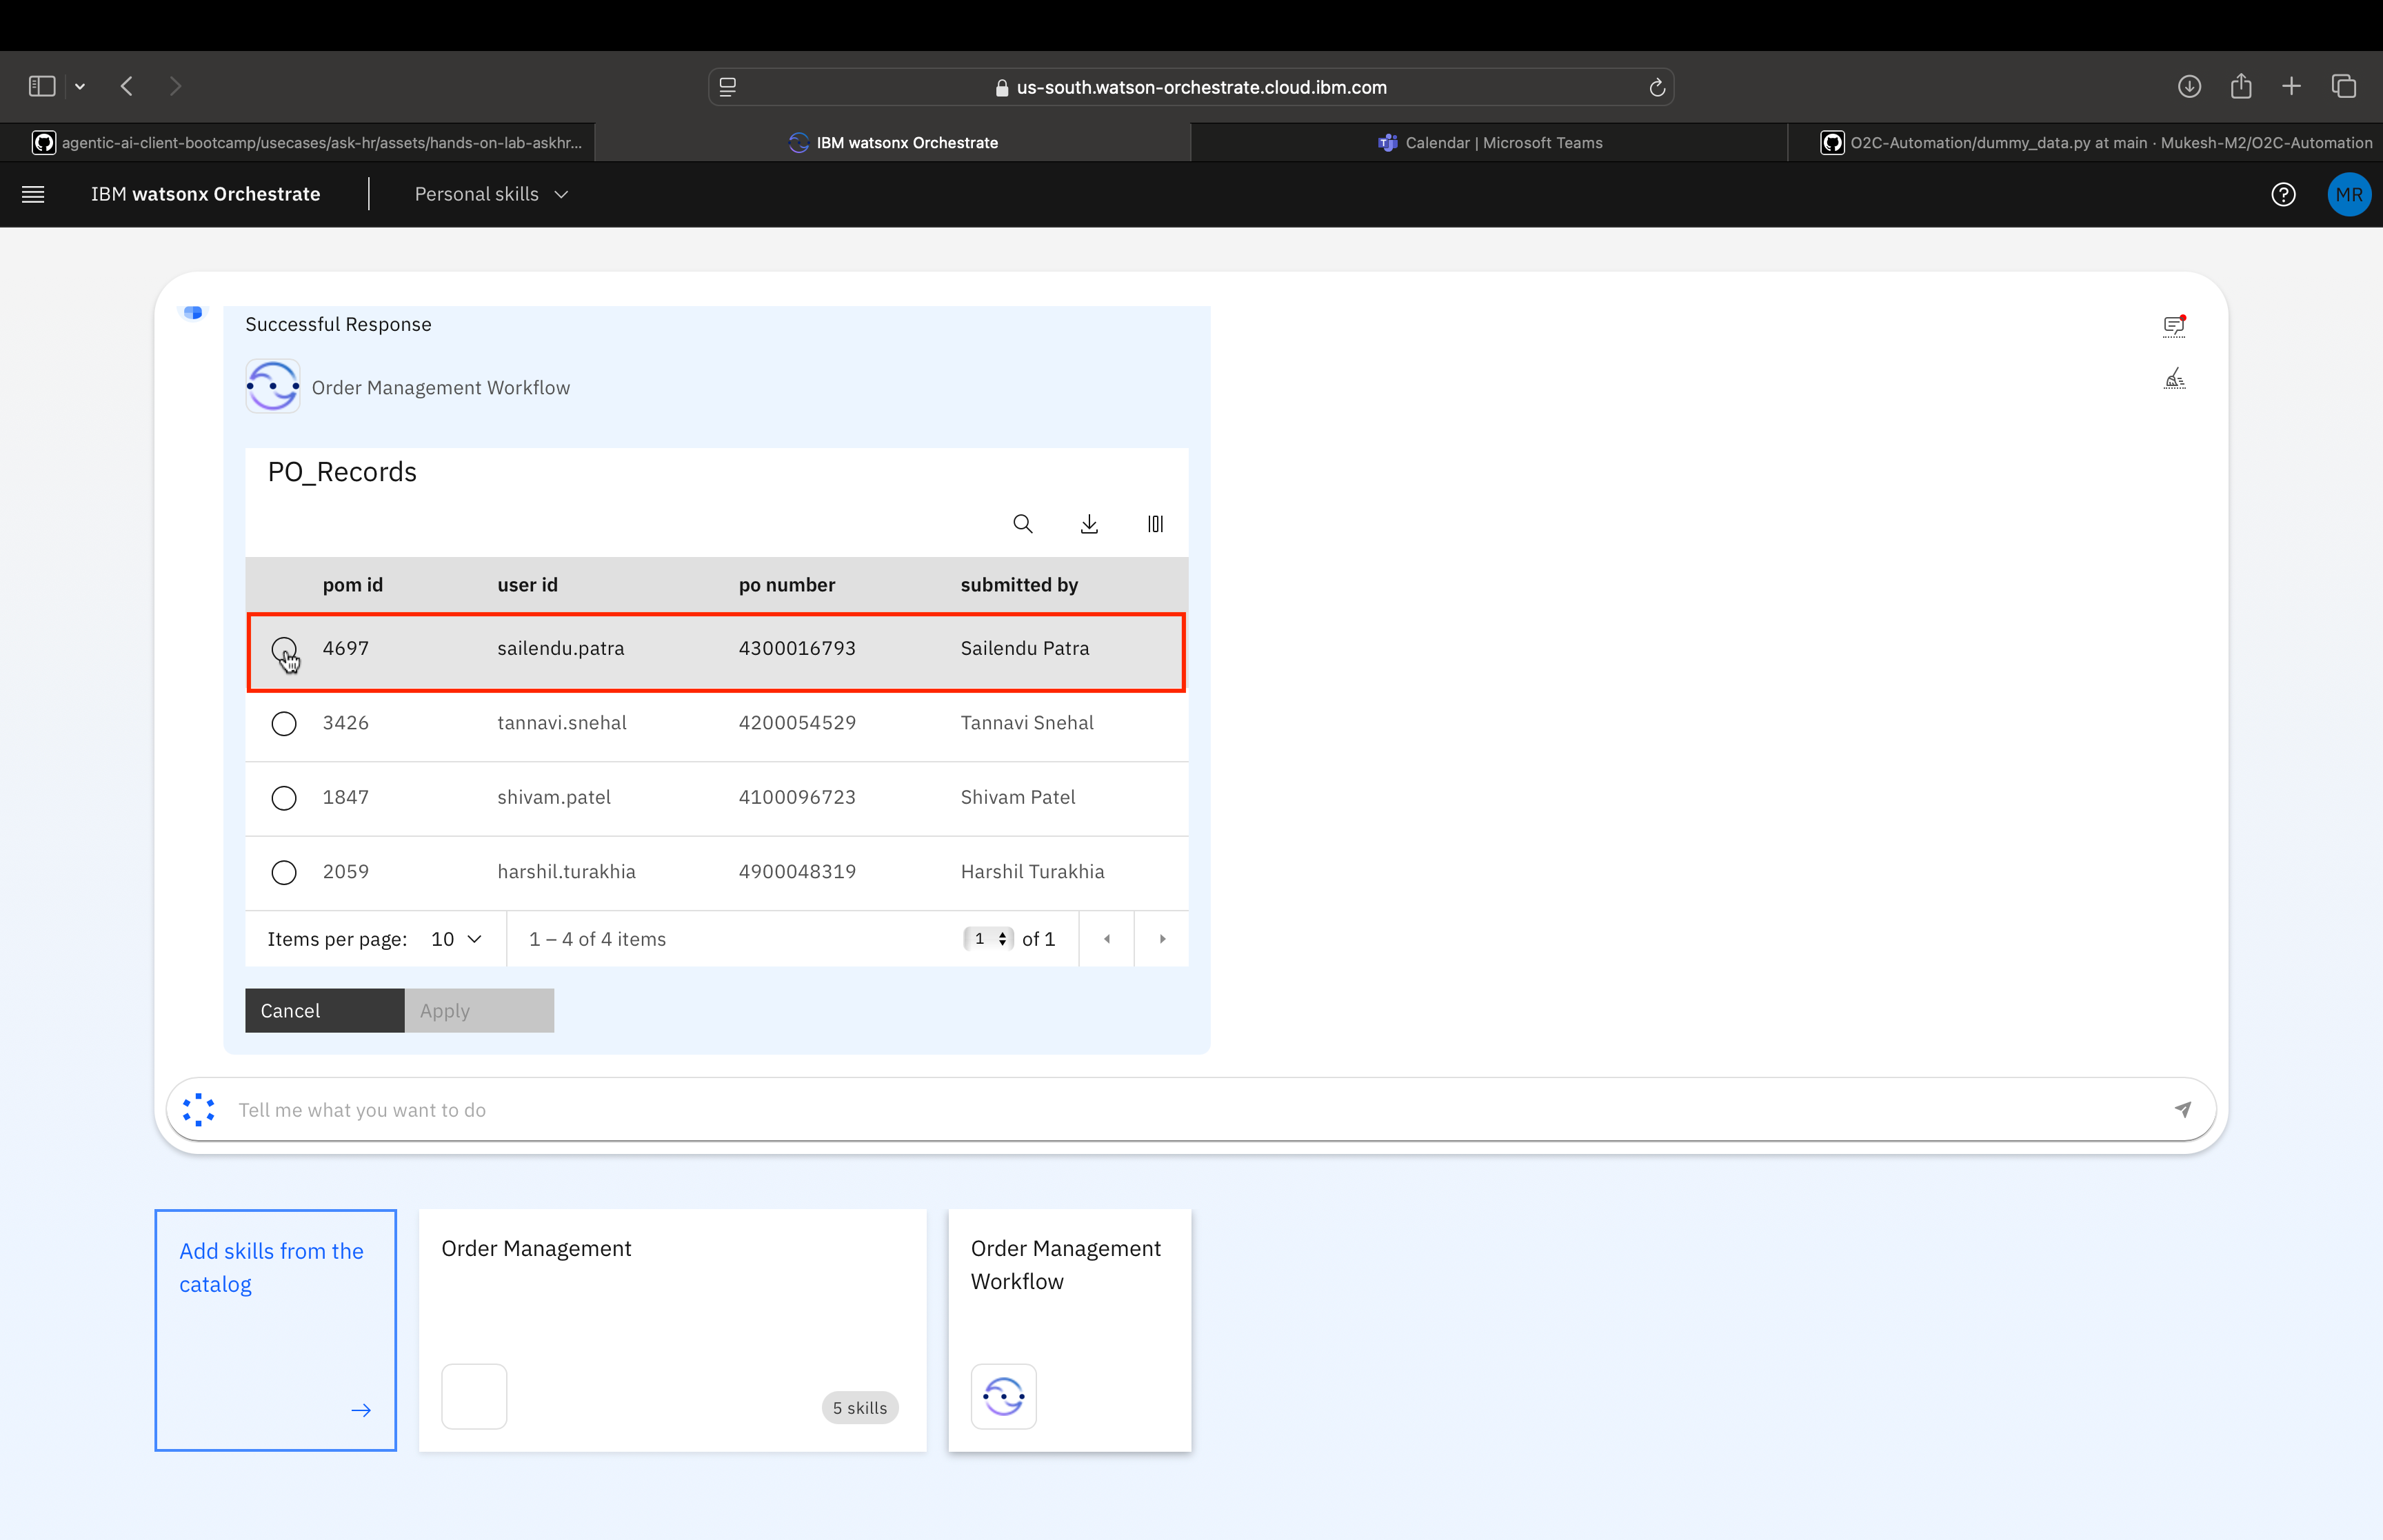 us-south.watson-orchestrate.cloud.ibm.com
agentic-ai-client-bootcamp/usecases/ask-hr/assets/hands-on-lab-askhr...
IBM watsonx Orchestrate
Calendar | Microsoft Teams
O2C-Automation/dummy_data.py at main · Mukesh-M2/O2C-Automation
IBM watsonx Orchestrate
Personal skills
MR
Successful Response
Order Management Workflow
PO_Records
pom id user id po number submitted by
4697 sailendu.patra 4300016793 Sailendu Patra
3426 tannavi.snehal 4200054529 Tannavi Snehal
1847 shivam.patel 4100096723 Shivam Patel
2059 harshil.turakhia 4900048319 Harshil Turakhia
Items per page: 10 1 – 4 of 4 items 1 of 1
Cancel Apply
Tell me what you want to do
Add skills from the
catalog
Order Management
5 skills
Order Management
Workflow